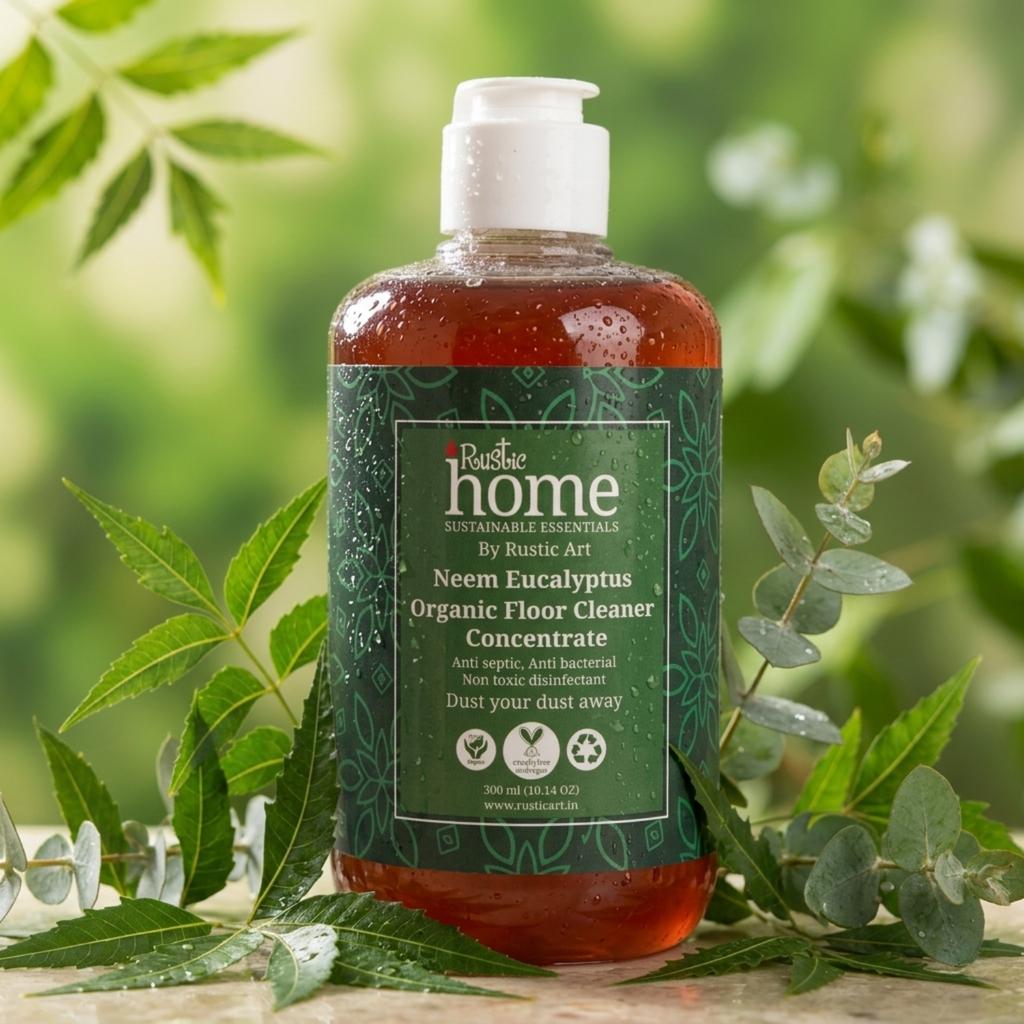 Rustic
home
SUSTAINABLE ESSENTIALS
By Rustic Art
Neem Eucalyptus
Organic Floor Cleaner
Concentrate
Anti septic, Anti bacterial
Non toxic disinfectant
Dust your dust away
crueltyfree
300 ml (10.14 OZ)
www.rusticart.in